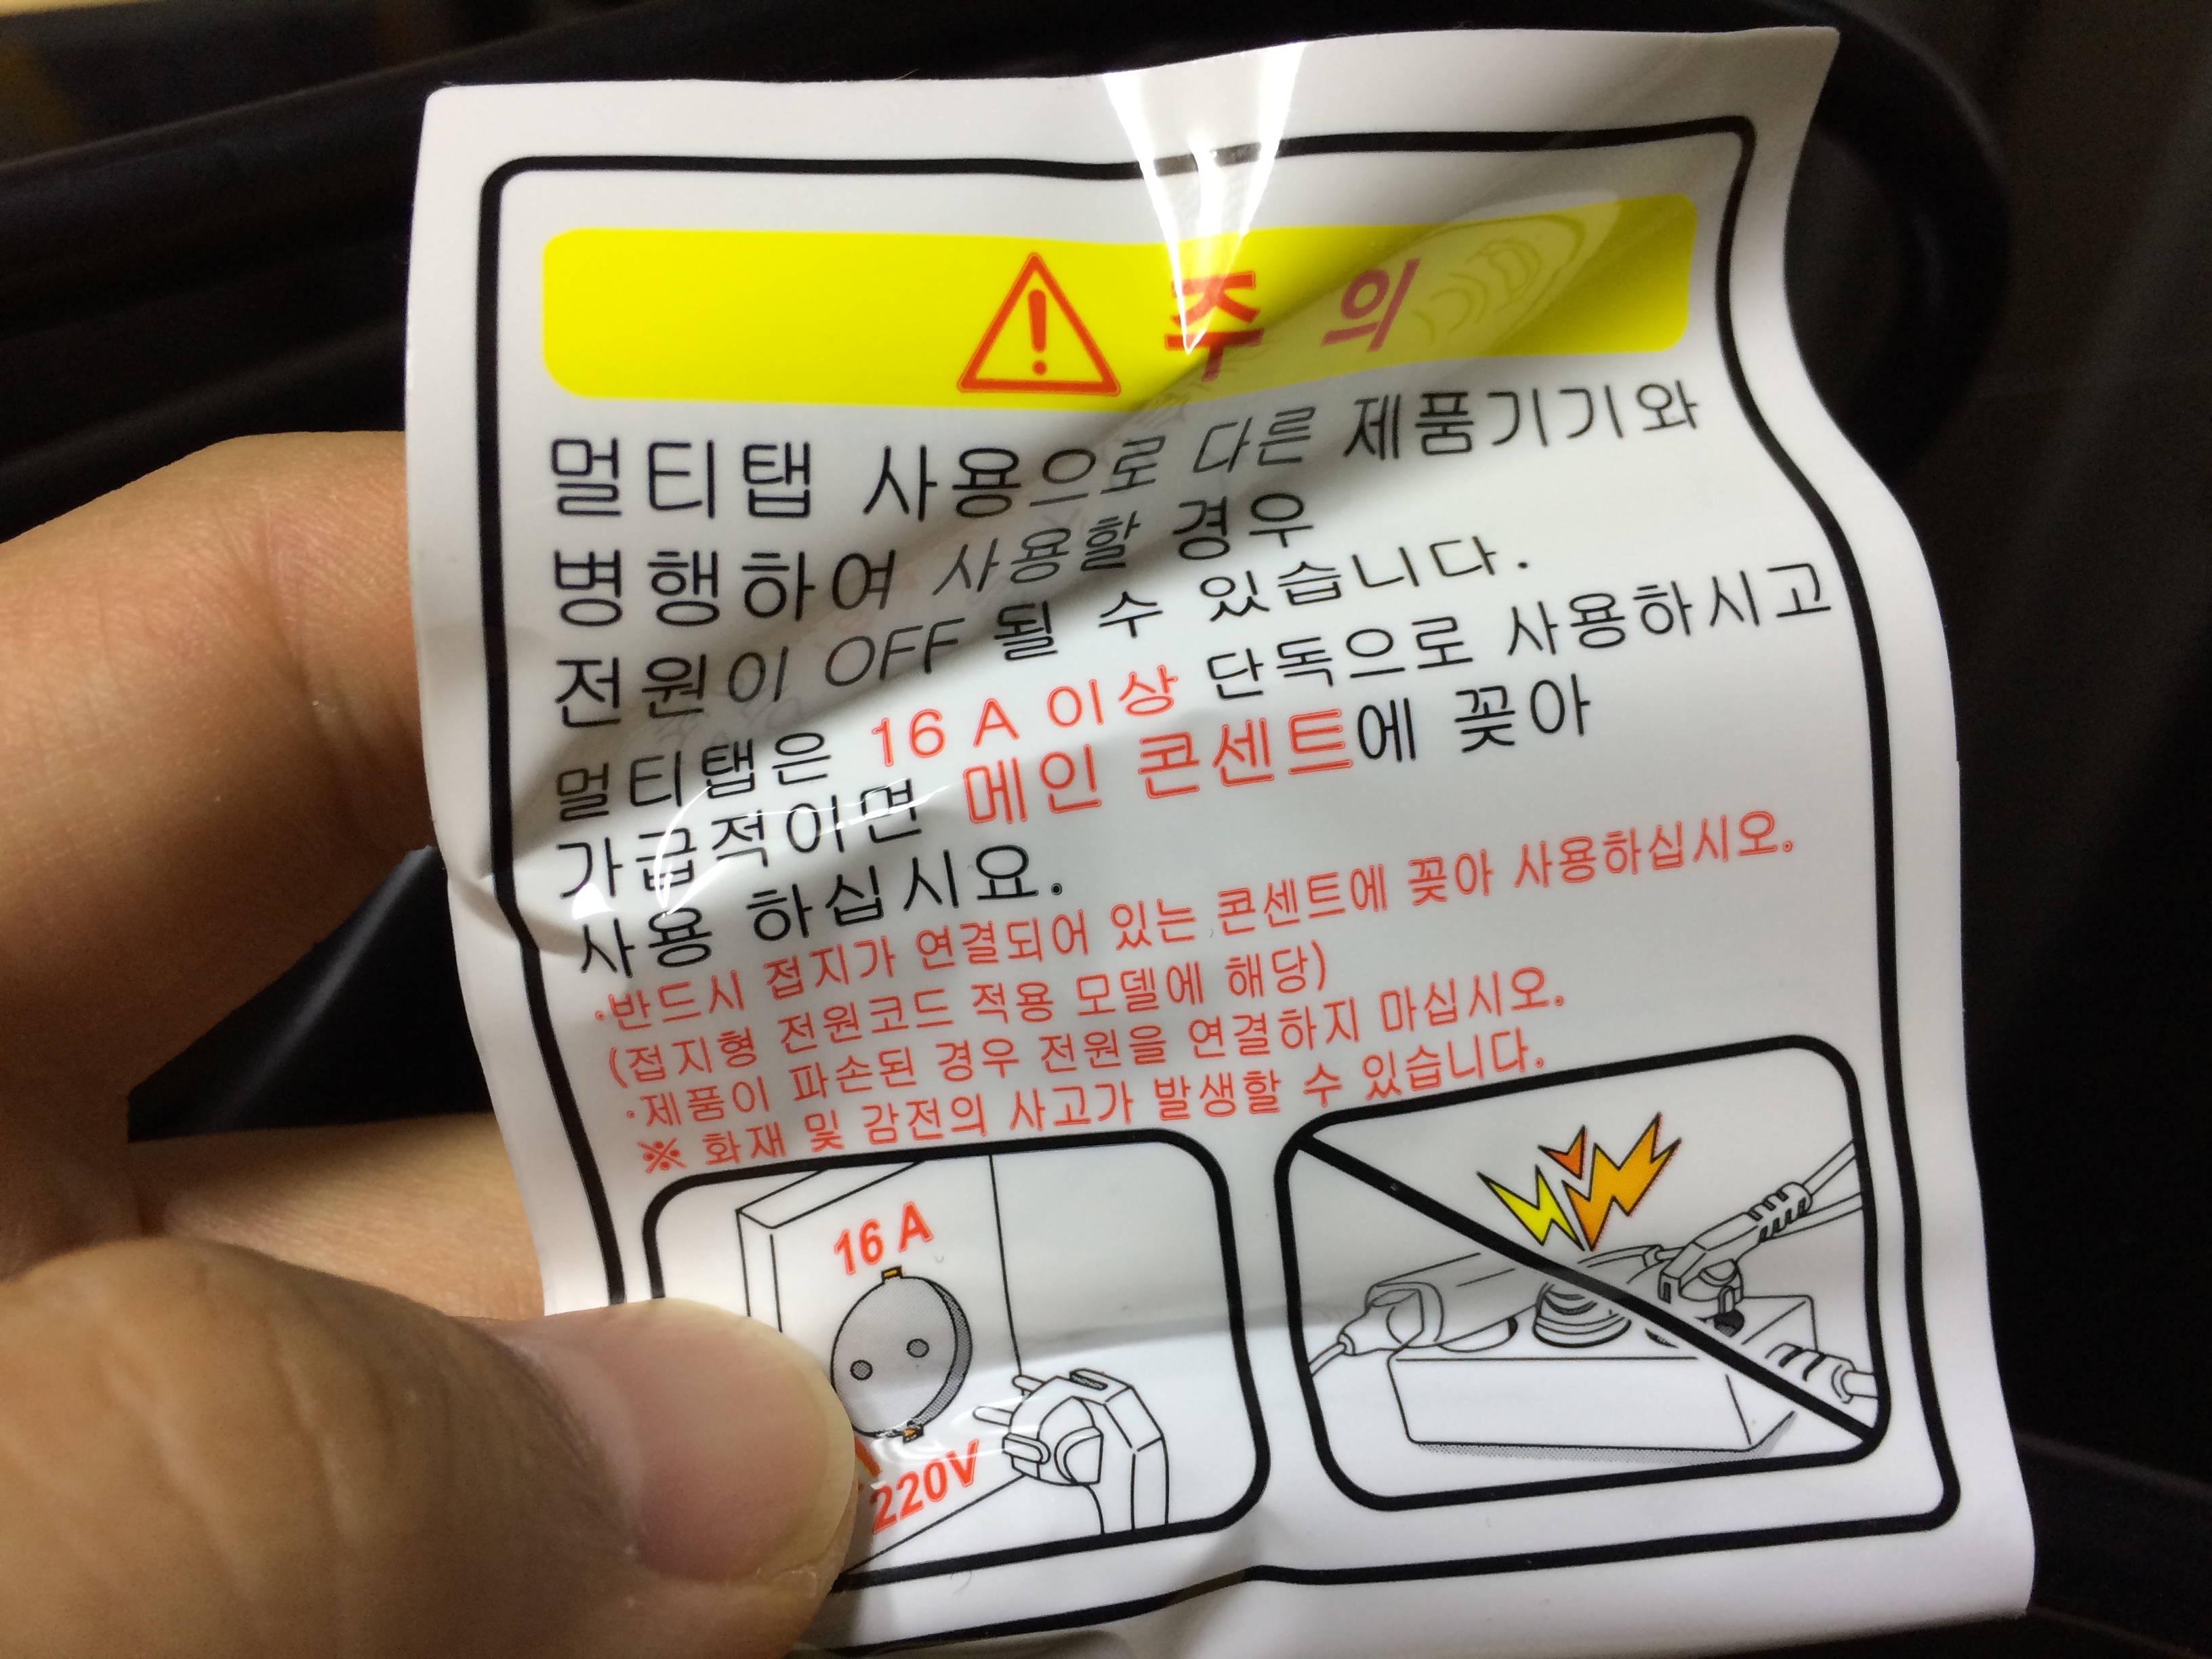 주 의
멀티탭 사용으로 다른 제품기기와
병행하여 사용할 경우
전원이 OFF 될 수 있습니다.
멀티탭은 16 A 이상 단독으로 사용하시고
가급적이면 메인 콘센트에 꽂아
사용 하십시요.
·반드시 접지가 연결되어 있는 콘센트에 꽂아 사용하십시오.
(접지형 전원코드 적용 모델에 해당)
·제품이 파손된 경우 전원을 연결하지 마십시오.
※ 화재 및 감전의 사고가 발생할 수 있습니다.
16 A
220V